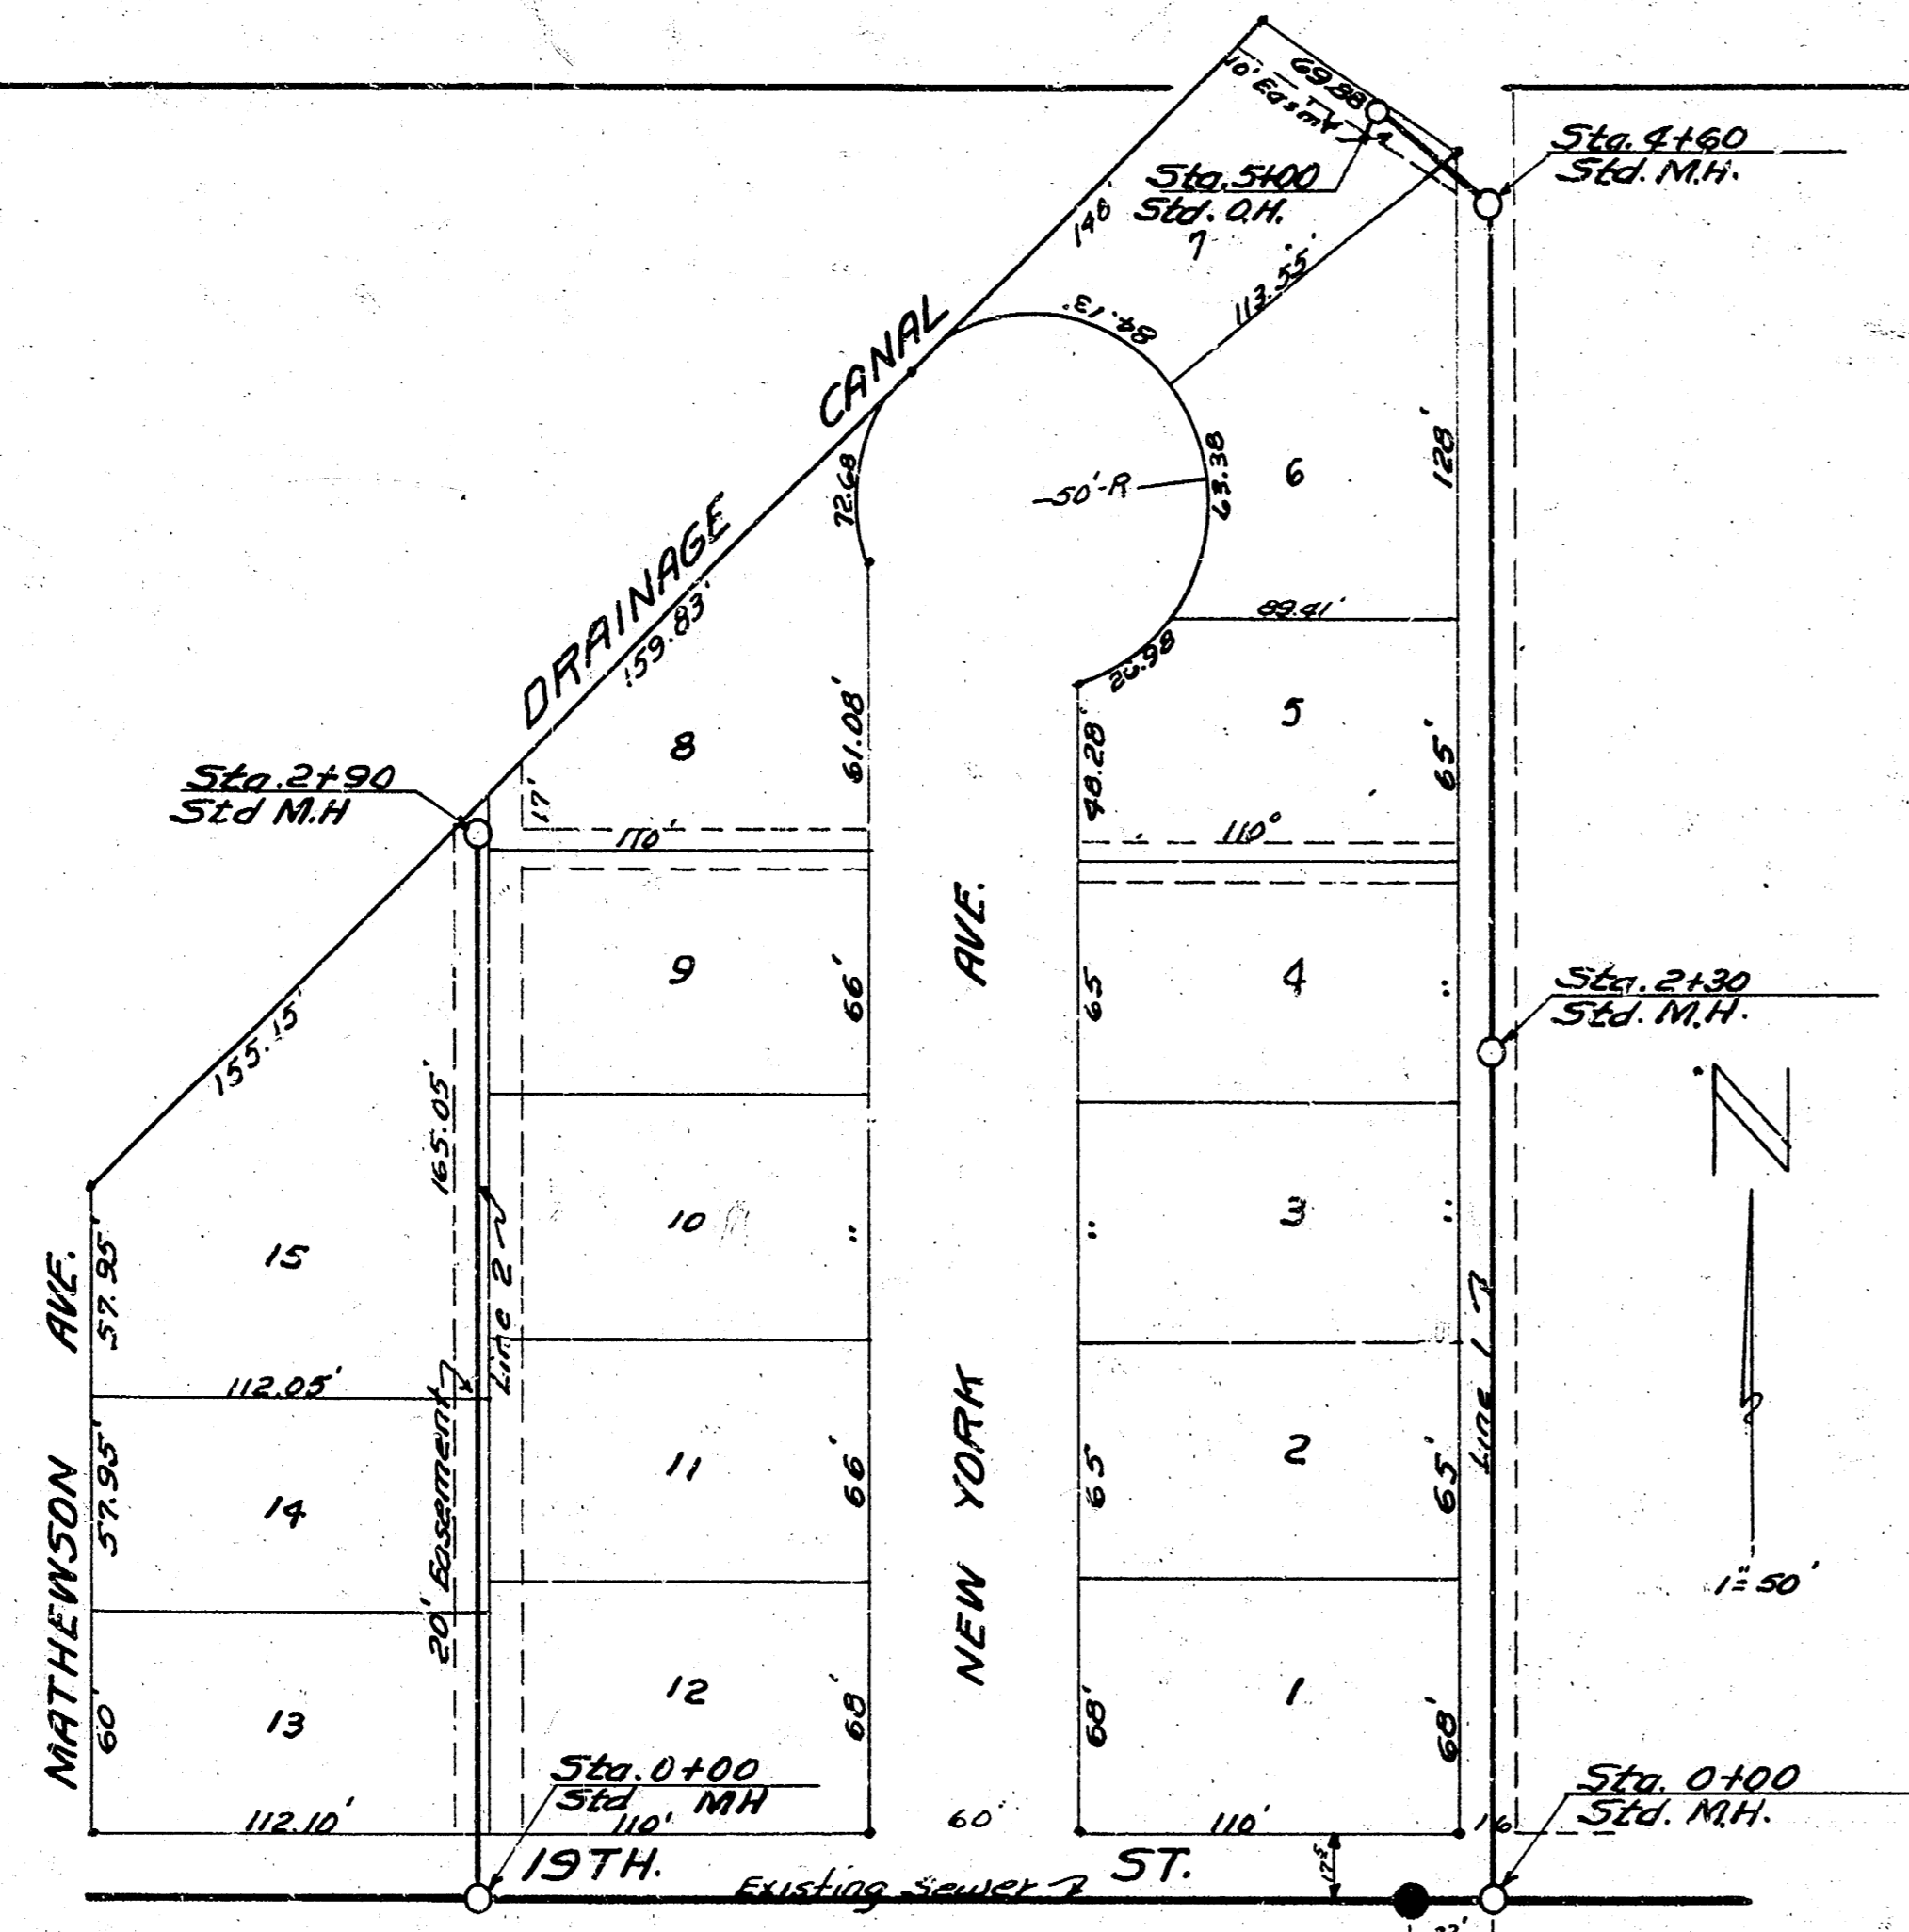 69.88
10' Easm't
Sta. 4+60
Std. M.H.
Sta. 5+00
Std. O.H.
7
140'
113.55'
84.13'
DRAINAGE CANAL
72.68
-50'-R
63.38
6
128'
159.83'
89.41'
26.98
8
61.08'
48.28'
5
65'
Sta. 2+90
Std M.H
17'
110'
110°
9
66'
AVE.
65
4
"
Sta. 2+30
Std. M.H.
155.15'
165.05'
N
15
57.95'
AVE.
10
"
"
3
"
Line 2
Line 1
1"=50'
112.05'
20' Easement
MATHEWSON
57.95'
14
11
66'
NEW YORK
65'
2
65'
60'
13
12
68'
68'
1
68'
Sta. 0+00
Std MH
Sta. 0+00
Std. M.H.
112.10'
110'
60'
110'
16
19TH. ST.
Existing Sewer